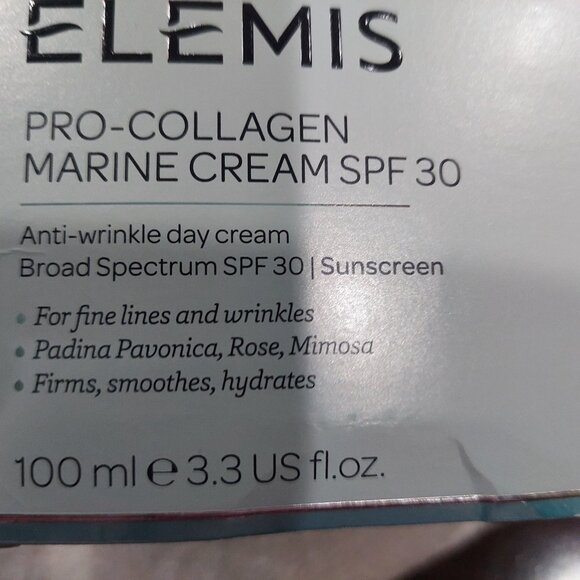 ELEMIS
PRO-COLLAGEN
MARINE CREAM SPF 30
Anti-wrinkle day cream
Broad Spectrum SPF 30 | Sunscreen
• For fine lines and wrinkles
• Padina Pavonica, Rose, Mimosa
• Firms, smoothes, hydrates
100 ml ℮ 3.3 US fl.oz.